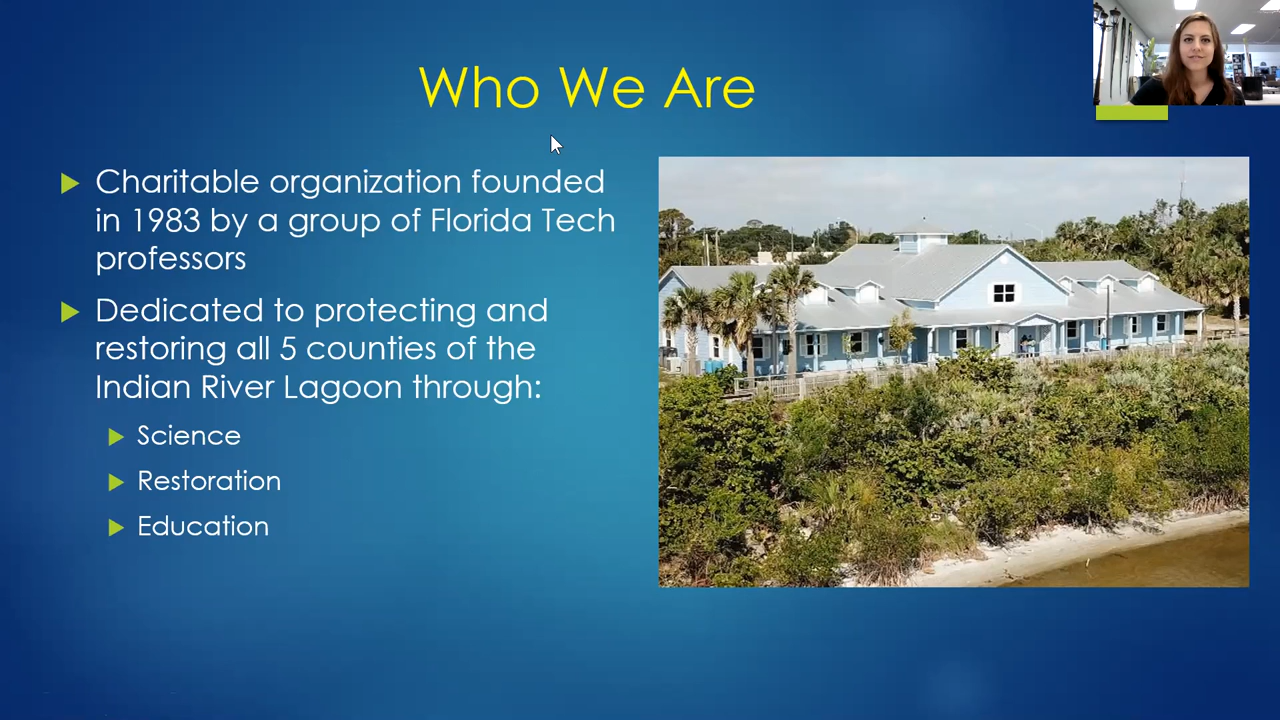 Who We Are
Charitable organization founded
in 1983 by a group of Florida Tech
professors
Dedicated to protecting and
restoring all 5 counties of the
Indian River Lagoon through:
Science
Restoration
Education